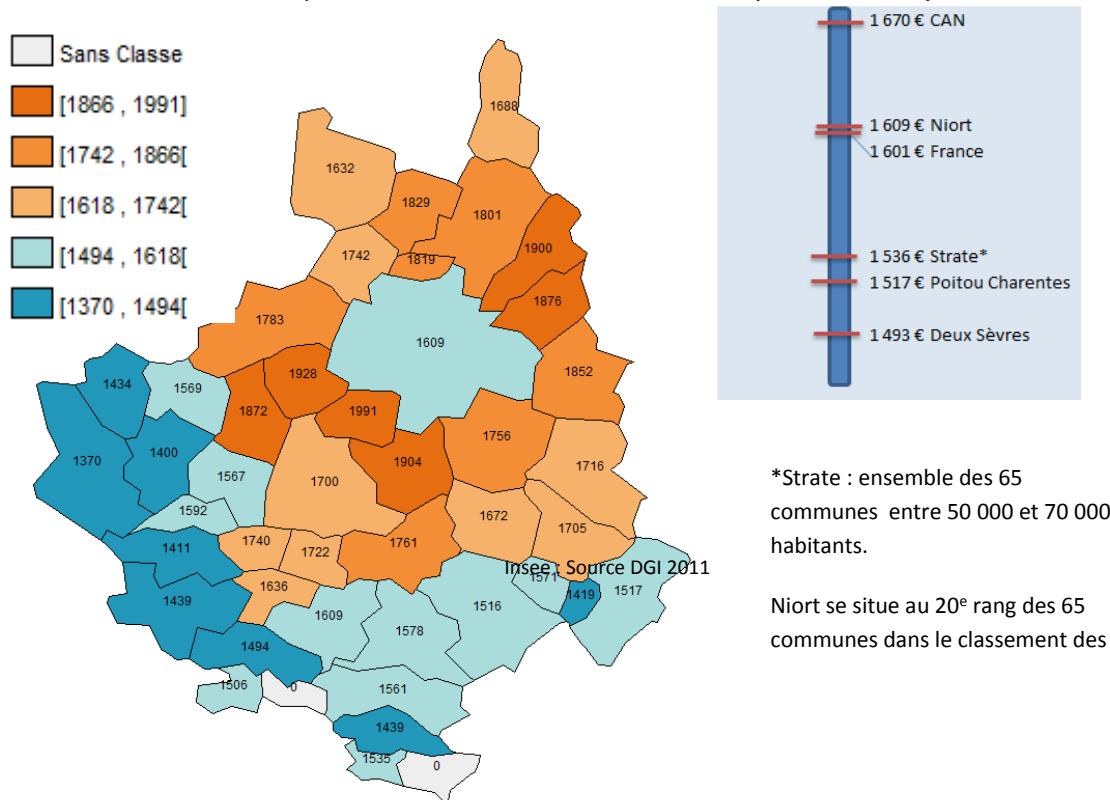 Sans Classe
[1866 , 1991]
[1742 , 1866[
[1618 , 1742[
[1494 , 1618[
[1370 , 1494[
1 670 € CAN
1 609 € Niort
1 601 € France
1 536 € Strate*
1 517 € Poitou Charentes
1 493 € Deux Sèvres
1688
1632
1829
1801
1900
1742
1819
1876
1783
1609
1852
1434
1569
1928
1872
1991
1756
1370
1400
1567
1700
1904
1716
1592
1672
1705
1411
1740
1722
1761
Insee : Source DGI 2011
1571
1419
1517
1439
1636
1609
1578
1516
1494
1506
0
1561
1439
1535
0
*Strate : ensemble des 65
communes entre 50 000 et 70 000
habitants.
Niort se situe au 20e rang des 65
communes dans le classement des